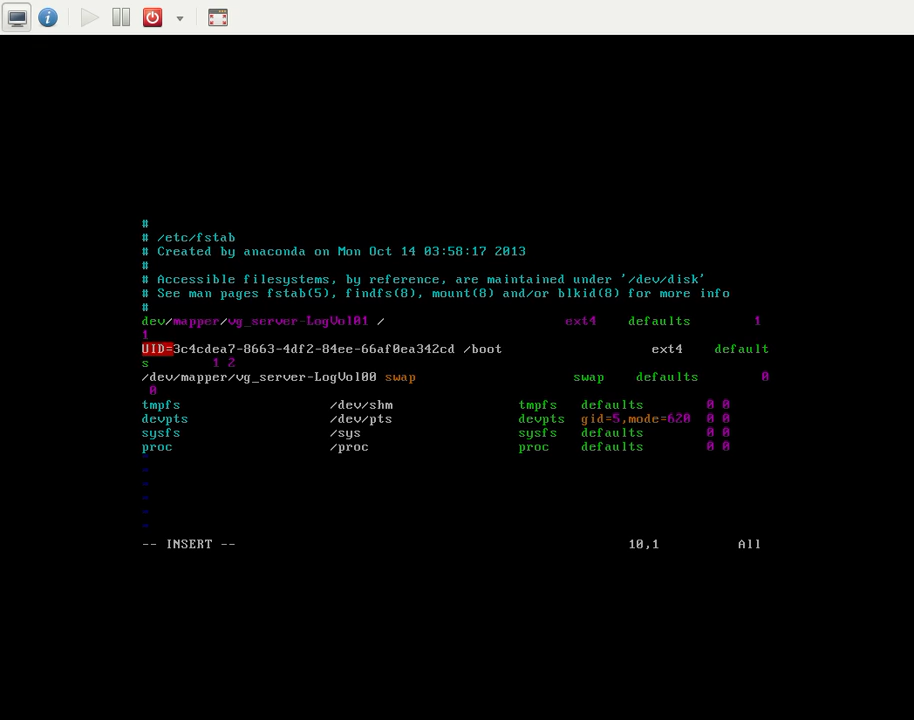 #
# /etc/fstab
# Created by anaconda on Mon Oct 14 03:58:17 2013
#
# Accessible filesystems, by reference, are maintained under '/dev/disk'
# See man pages fstab(5), findfs(8), mount(8) and/or blkid(8) for more info
#
dev/mapper/vg_server-LogVol01 / ext4 defaults 1
1
UID=3c4cdea7-8663-4df2-84ee-66af0ea342cd /boot ext4 default
s 1 2
/dev/mapper/vg_server-LogVol00 swap swap defaults 0
0
tmpfs /dev/shm tmpfs defaults 0 0
devpts /dev/pts devpts gid=5,mode=620 0 0
sysfs /sys sysfs defaults 0 0
proc /proc proc defaults 0 0
~
~
~
~
~
~
-- INSERT -- 10,1 All